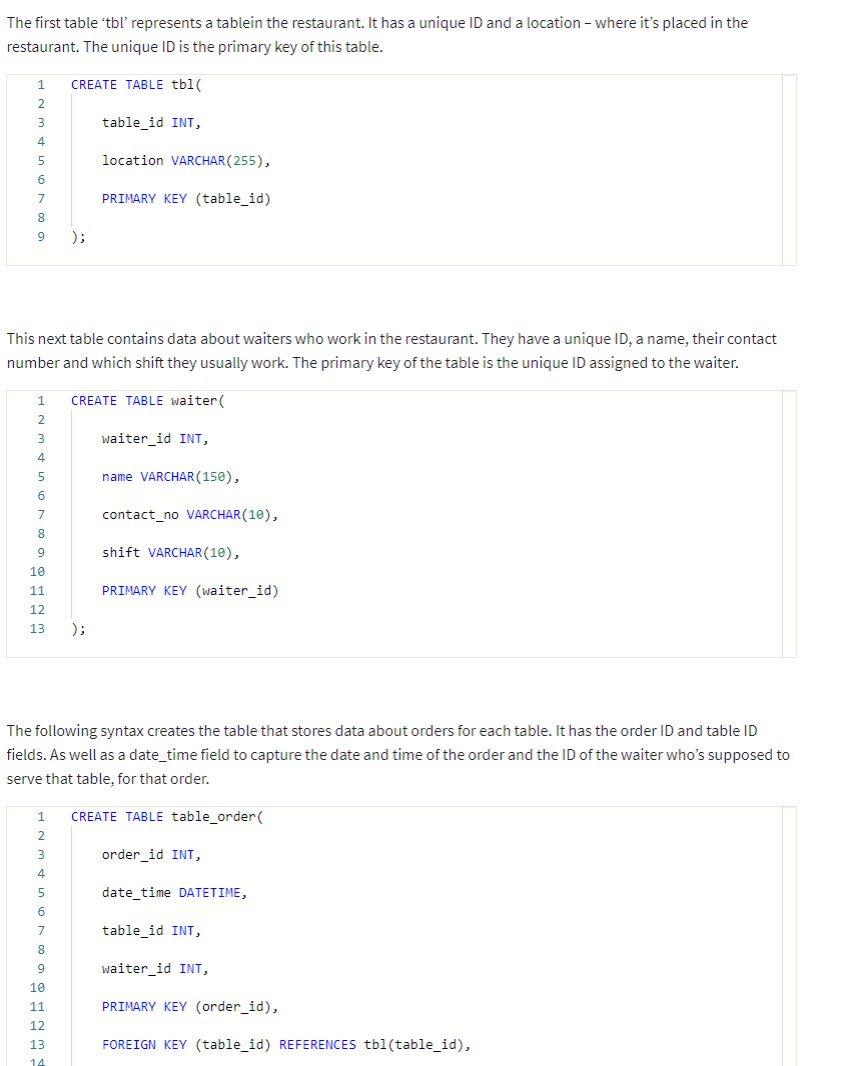 The first table ‘tbl’ represents a tablein the restaurant. It has a unique ID and a location – where it’s placed in the
restaurant. The unique ID is the primary key of this table.
1 CREATE TABLE tbl(
2
3 table_id INT,
4
5 location VARCHAR(255),
6
7 PRIMARY KEY (table_id)
8
9 );
This next table contains data about waiters who work in the restaurant. They have a unique ID, a name, their contact
number and which shift they usually work. The primary key of the table is the unique ID assigned to the waiter.
1 CREATE TABLE waiter(
2
3 waiter_id INT,
4
5 name VARCHAR(150),
6
7 contact_no VARCHAR(10),
8
9 shift VARCHAR(10),
10
11 PRIMARY KEY (waiter_id)
12
13 );
The following syntax creates the table that stores data about orders for each table. It has the order ID and table ID
fields. As well as a date_time field to capture the date and time of the order and the ID of the waiter who’s supposed to
serve that table, for that order.
1 CREATE TABLE table_order(
2
3 order_id INT,
4
5 date_time DATETIME,
6
7 table_id INT,
8
9 waiter_id INT,
10
11 PRIMARY KEY (order_id),
12
13 FOREIGN KEY (table_id) REFERENCES tbl(table_id),
14